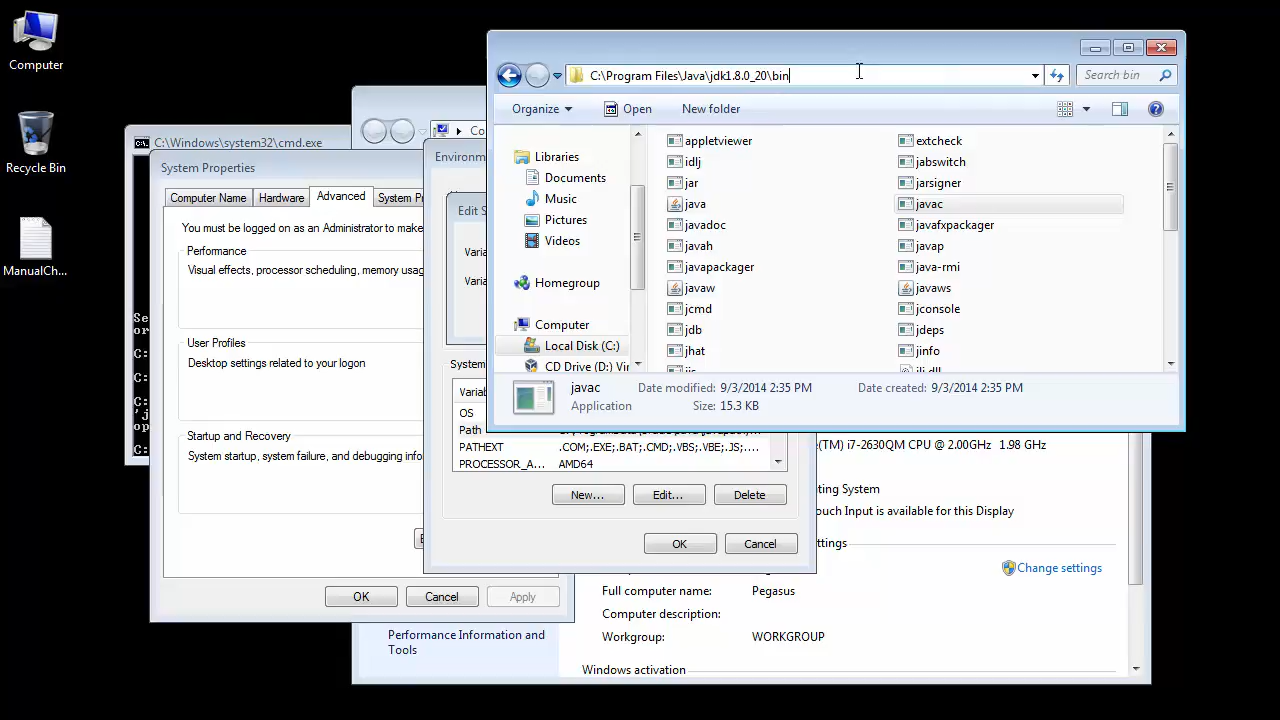 Computer
Recycle Bin
ManualCh...
C:\Windows\system32\cmd.exe
Se
or
C:
C:
'j
op
C:
System Properties
Computer Name
Hardware
Advanced
System Pr
You must be logged on as an Administrator to make
Performance
Visual effects, processor scheduling, memory usag
User Profiles
Desktop settings related to your logon
Startup and Recovery
System startup, system failure, and debugging info
OK
Cancel
Apply
Co
Environm
Edit S
Varia
Varia
System
Variabl
OS
Path
PATHEXT .COM;.EXE;.BAT;.CMD;.VBS;.VBE;.JS;....
PROCESSOR_A... AMD64
New...
Edit...
Delete
OK
Cancel
C:\Program Files\Java\jdk1.8.0_20\bin
Search bin
Organize
Open
New folder
Libraries
Documents
Music
Pictures
Videos
Homegroup
Computer
Local Disk (C:)
CD Drive (D:) Vir
appletviewer
idlj
jar
java
javadoc
javah
javapackager
javaw
jcmd
jdb
jhat
extcheck
jabswitch
jarsigner
javac
javafxpackager
javap
java-rmi
javaws
jconsole
jdeps
jinfo
javac Date modified: 9/3/2014 2:35 PM Date created: 9/3/2014 2:35 PM
Application Size: 15.3 KB
(TM) i7-2630QM CPU @ 2.00GHz 1.98 GHz
ting System
ouch Input is available for this Display
ttings
Change settings
Full computer name: Pegasus
Computer description:
Workgroup: WORKGROUP
Windows activation
Performance Information and
Tools